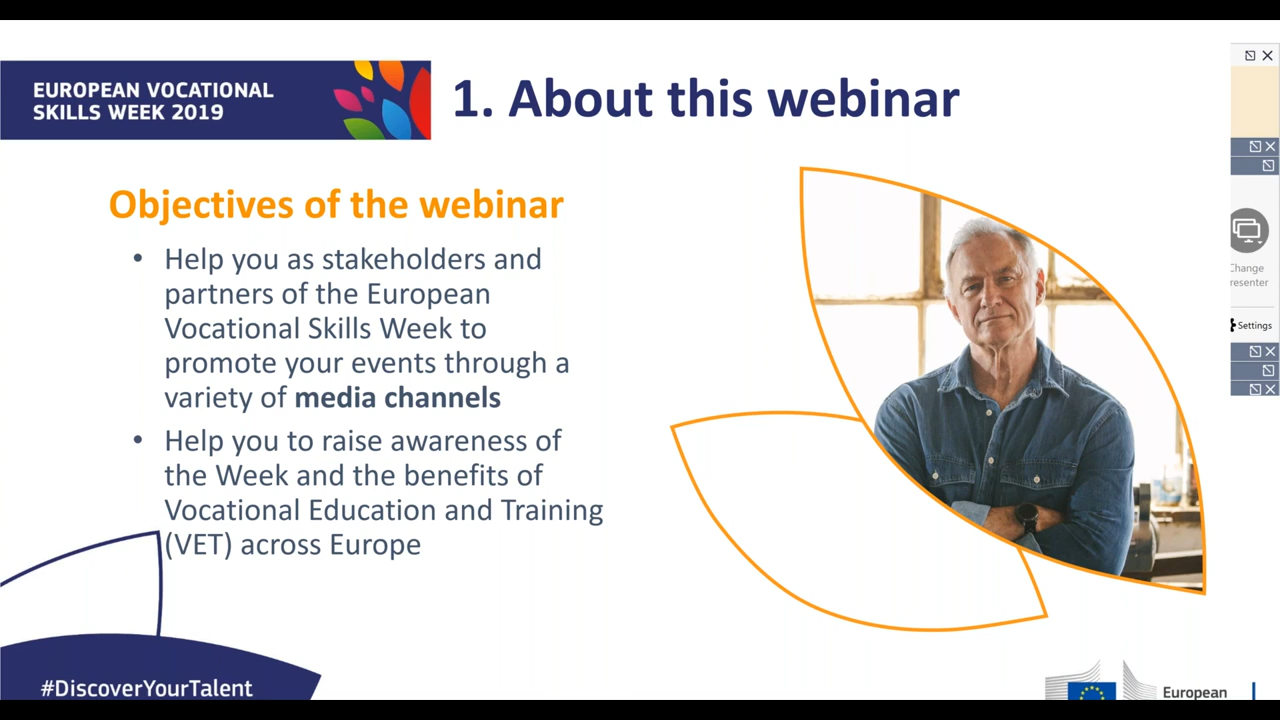 EUROPEAN VOCATIONAL
SKILLS WEEK 2019
1. About this webinar
Objectives of the webinar
• Help you as stakeholders and
partners of the European
Vocational Skills Week to
promote your events through a
variety of media channels
• Help you to raise awareness of
the Week and the benefits of
Vocational Education and Training
(VET) across Europe
#DiscoverYourTalent
European
Change
resenter
Settings